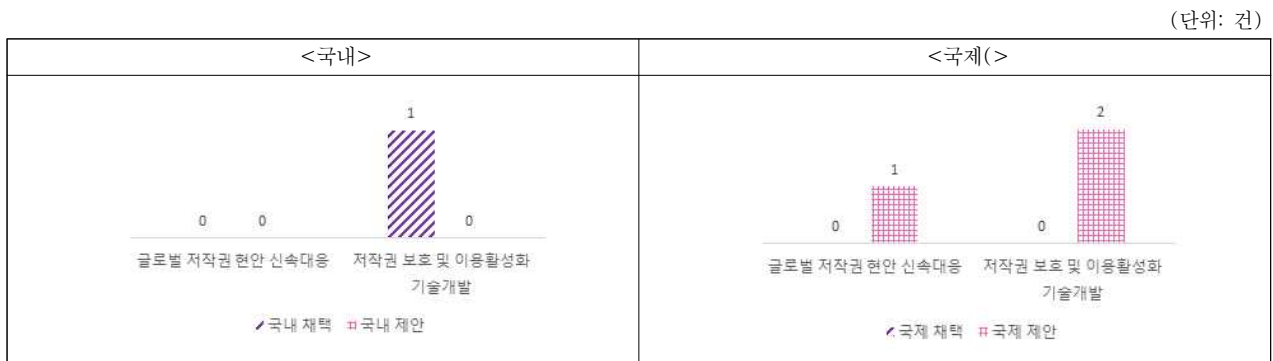 (단위: 건)
<국내>
<국제(>
1
0 0
0
글로벌 저작권 현안 신속대응 저작권 보호 및 이용활성화
기술개발
국내 채택 국내 제안
2
1
0
0
글로벌 저작권 현안 신속대응 저작권 보호 및 이용활성화
기술개발
국제 채택 국제 제안